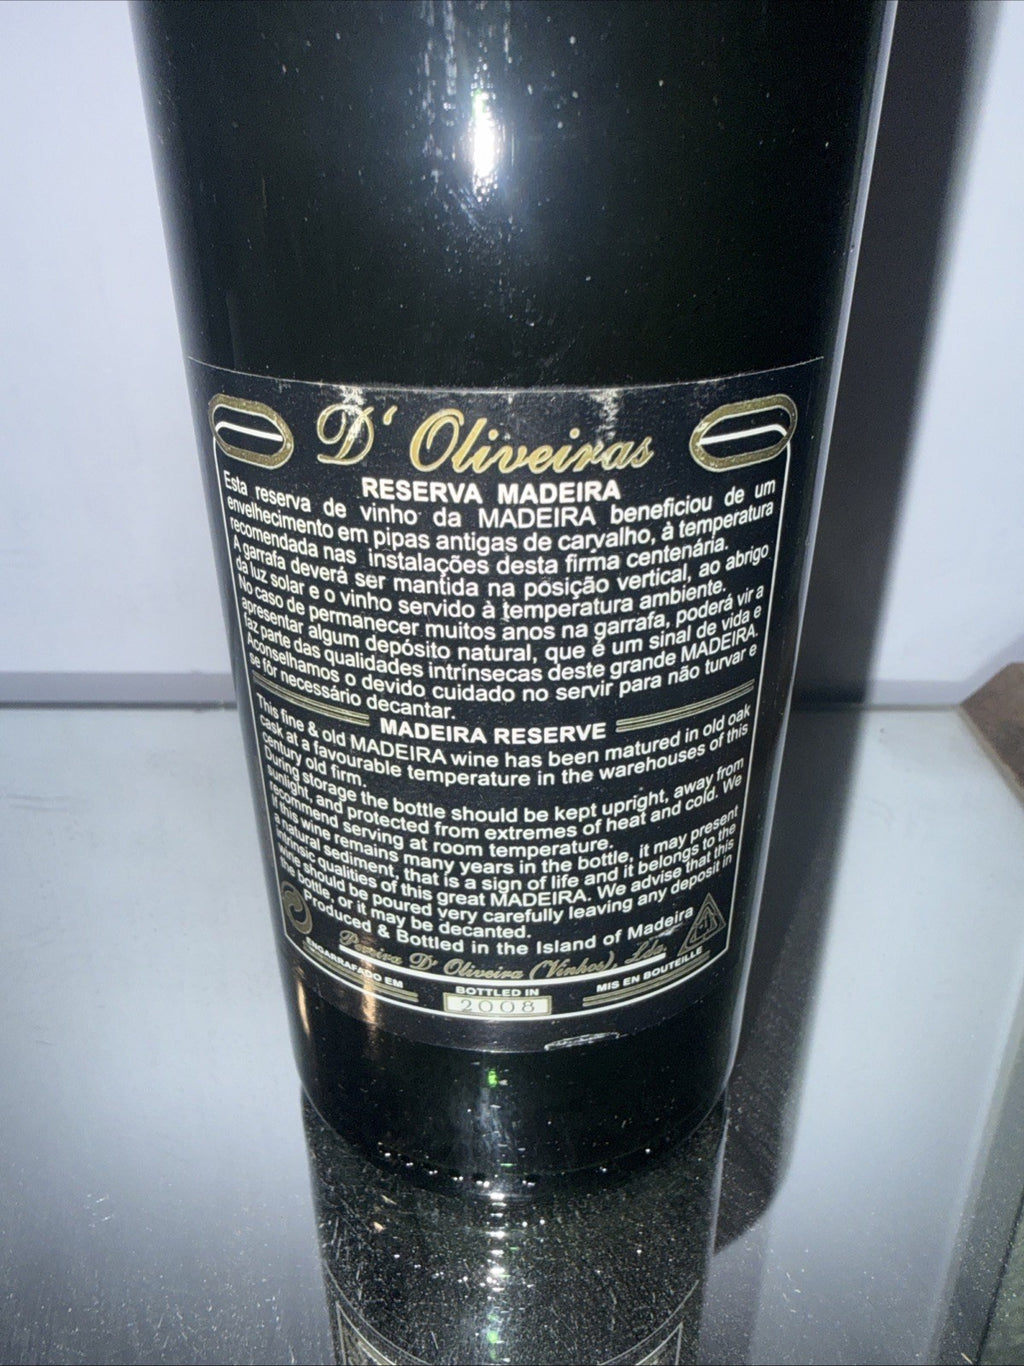 D' Oliveiras
RESERVA MADEIRA
Esta reserva de vinho da MADEIRA beneficiou de um
envelhecimento em pipas antigas de carvalho, à temperatura
recomendada nas instalações desta firma centenária.
A garrafa deverá ser mantida na posição vertical, ao abrigo
da luz solar e o vinho servido à temperatura ambiente.
No caso de permanecer muitos anos na garrafa, poderá vir a
apresentar algum depósito natural, que é um sinal de vida e
faz parte das qualidades intrínsecas deste grande MADEIRA.
Aconselhamos o devido cuidado no servir para não turvar e
se fôr necessário decantar.
MADEIRA RESERVE
This fine & old MADEIRA wine has been matured in old oak
cask at a favourable temperature in the warehouses of this
century old firm.
During storage the bottle should be kept upright, away from
sunlight, and protected from extremes of heat and cold. We
recommend serving at room temperature.
If this wine remains many years in the bottle, it may present
a natural sediment, that is a sign of life and it belongs to the
intrinsic qualities of this great MADEIRA. We advise that this
wine should be poured very carefully leaving any deposit in
the bottle, or it may be decanted.
Produced & Bottled in the Island of Madeira
Pereira D' Oliveira (Vinhos), Lda.
ENGARRAFADO EM
BOTTLED IN
MIS EN BOUTEILLE
2008